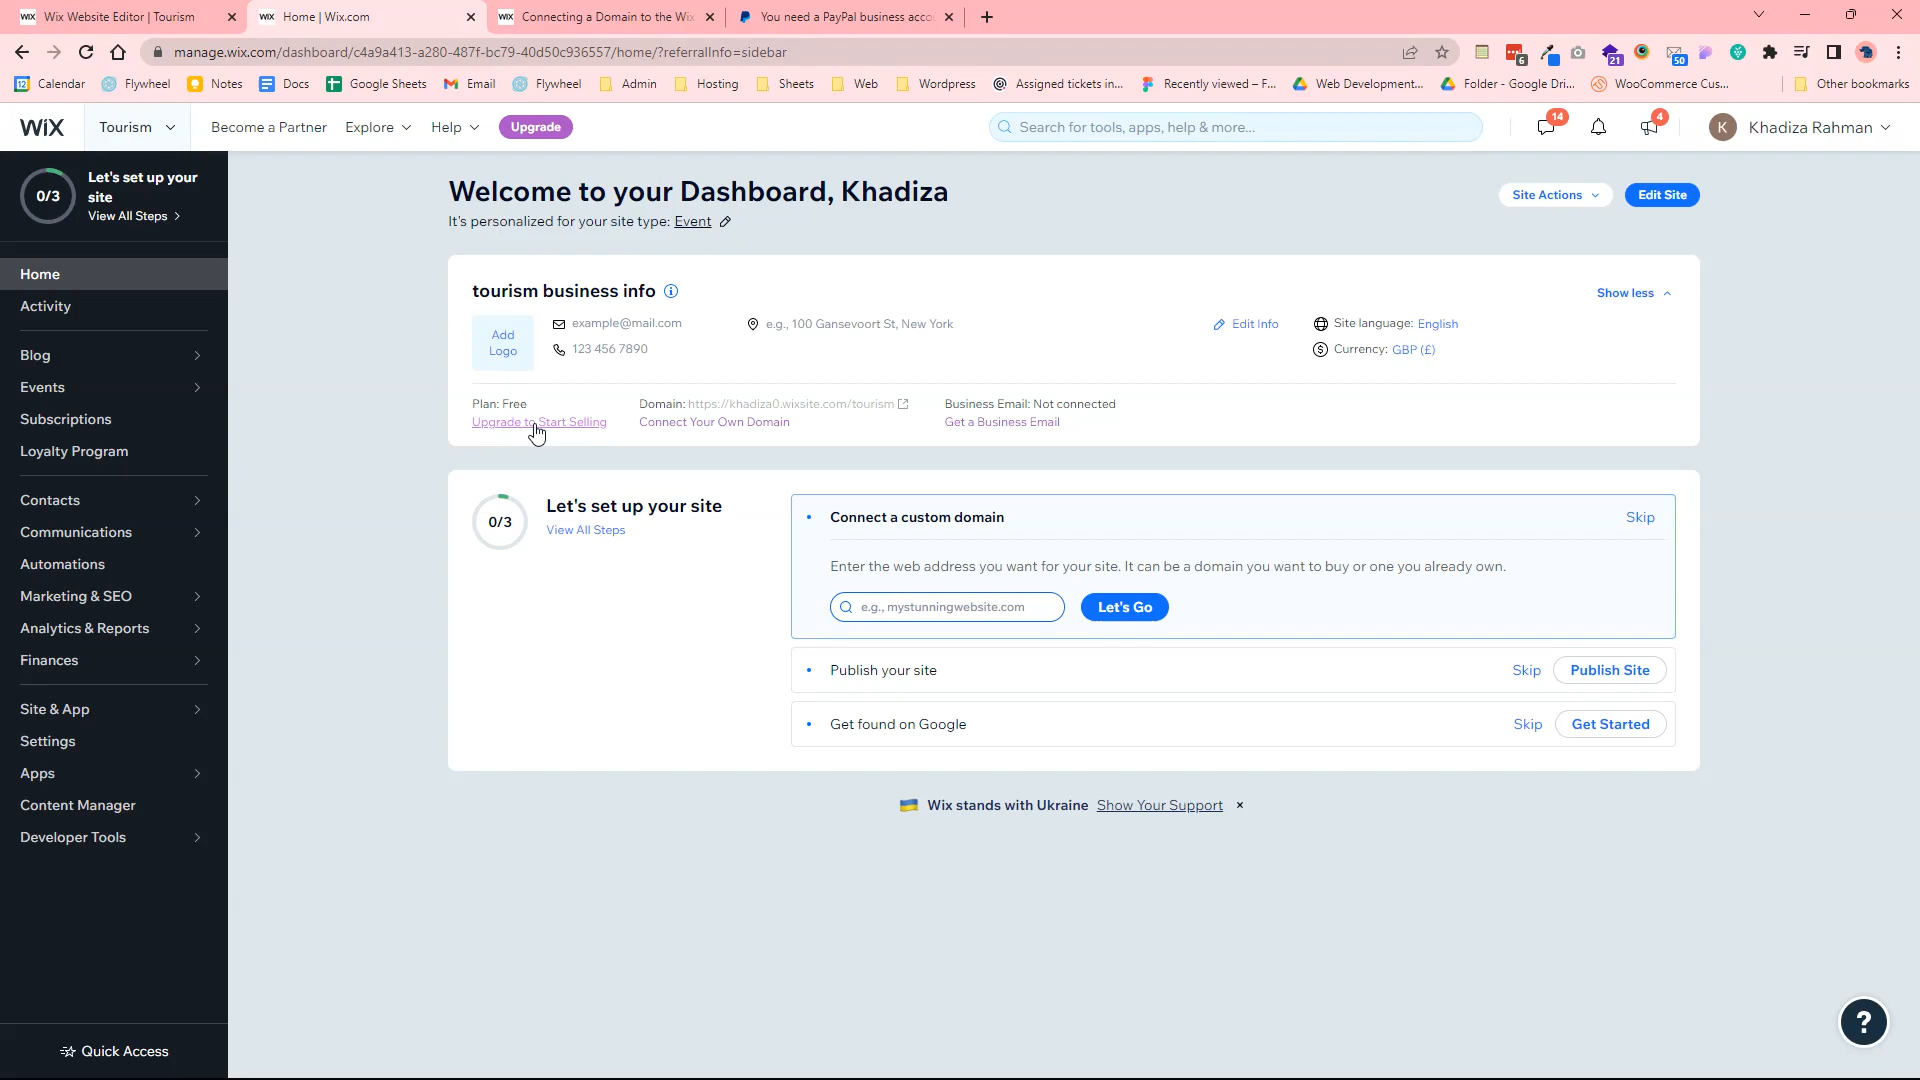 WIX Wix Website Editor | Tourism
WIX Home | Wix.com
WIX Connecting a Domain to the Wix
You need a PayPal business acco
manage.wix.com/dashboard/c4a9a413-a280-487f-bc79-40d50c936557/home/?referralInfo=sidebar
6
21
50
12 Calendar
Flywheel
Notes
Docs
Google Sheets
Email
Flywheel
Admin
Hosting
Sheets
Web
Wordpress
Assigned tickets in...
Recently viewed – F...
Web Development...
Folder - Google Dri...
WooCommerce Cus...
Other bookmarks
WIX
Tourism
Become a Partner
Explore
Help
Upgrade
Search for tools, apps, help & more...
14
4
K
Khadiza Rahman
0/3
Let's set up your
site
View All Steps
Home
Activity
Blog
Events
Subscriptions
Loyalty Program
Contacts
Communications
Automations
Marketing & SEO
Analytics & Reports
Finances
Site & App
Settings
Apps
Content Manager
Developer Tools
Quick Access
Welcome to your Dashboard, Khadiza
It's personalized for your site type: Event
Site Actions
Edit Site
tourism business info
Show less
Add
Logo
example@mail.com
123 456 7890
e.g., 100 Gansevoort St, New York
Edit Info
Site language: English
Currency: GBP (£)
Plan: Free
Upgrade to Start Selling
Domain: https://khadiza0.wixsite.com/tourism
Connect Your Own Domain
Business Email: Not connected
Get a Business Email
0/3
Let's set up your site
View All Steps
Connect a custom domain
Skip
Enter the web address you want for your site. It can be a domain you want to buy or one you already own.
e.g., mystunningwebsite.com
Let's Go
Publish your site
Skip
Publish Site
Get found on Google
Skip
Get Started
Wix stands with Ukraine Show Your Support ×
?